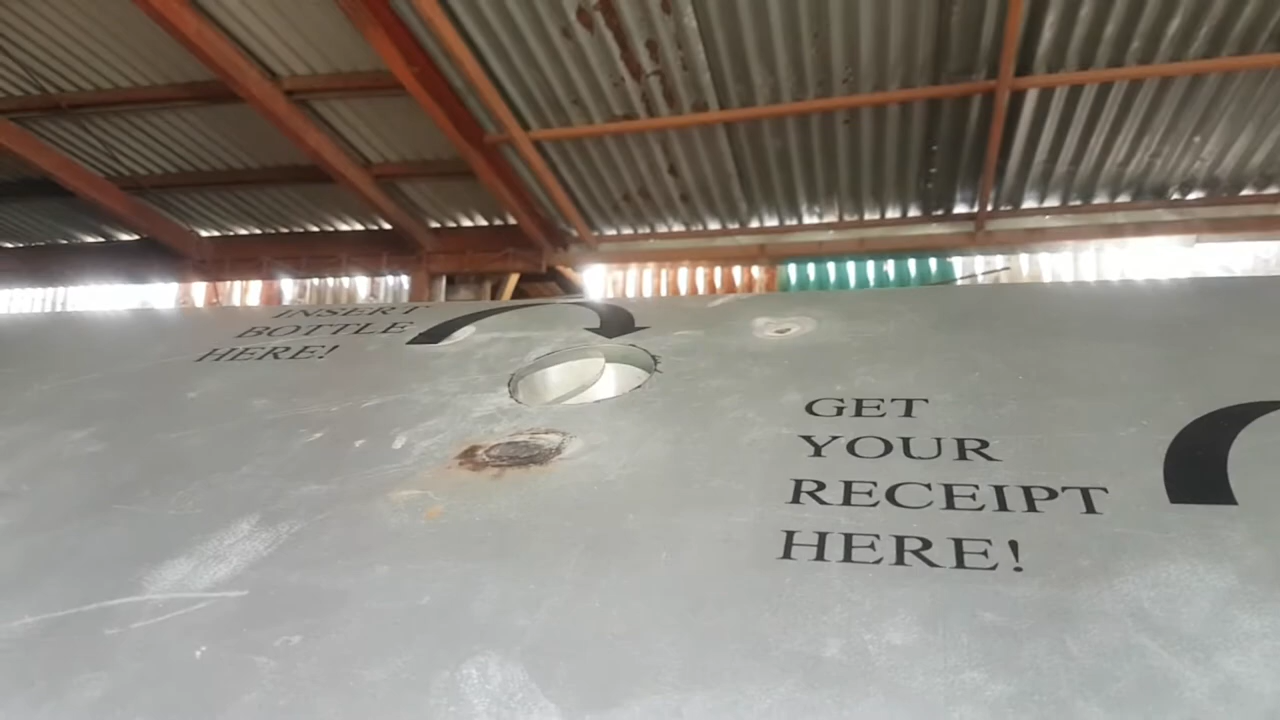 INSERT
BOTTLE
HERE!
GET
YOUR
RECEIPT
HERE!